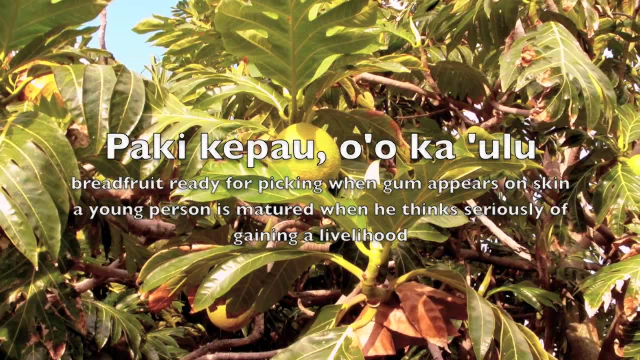 Paki kepau, o'o ka 'ulu
breadfruit ready for picking when gum appears on skin
a young person is matured when he thinks seriously of
gaining a livelihood